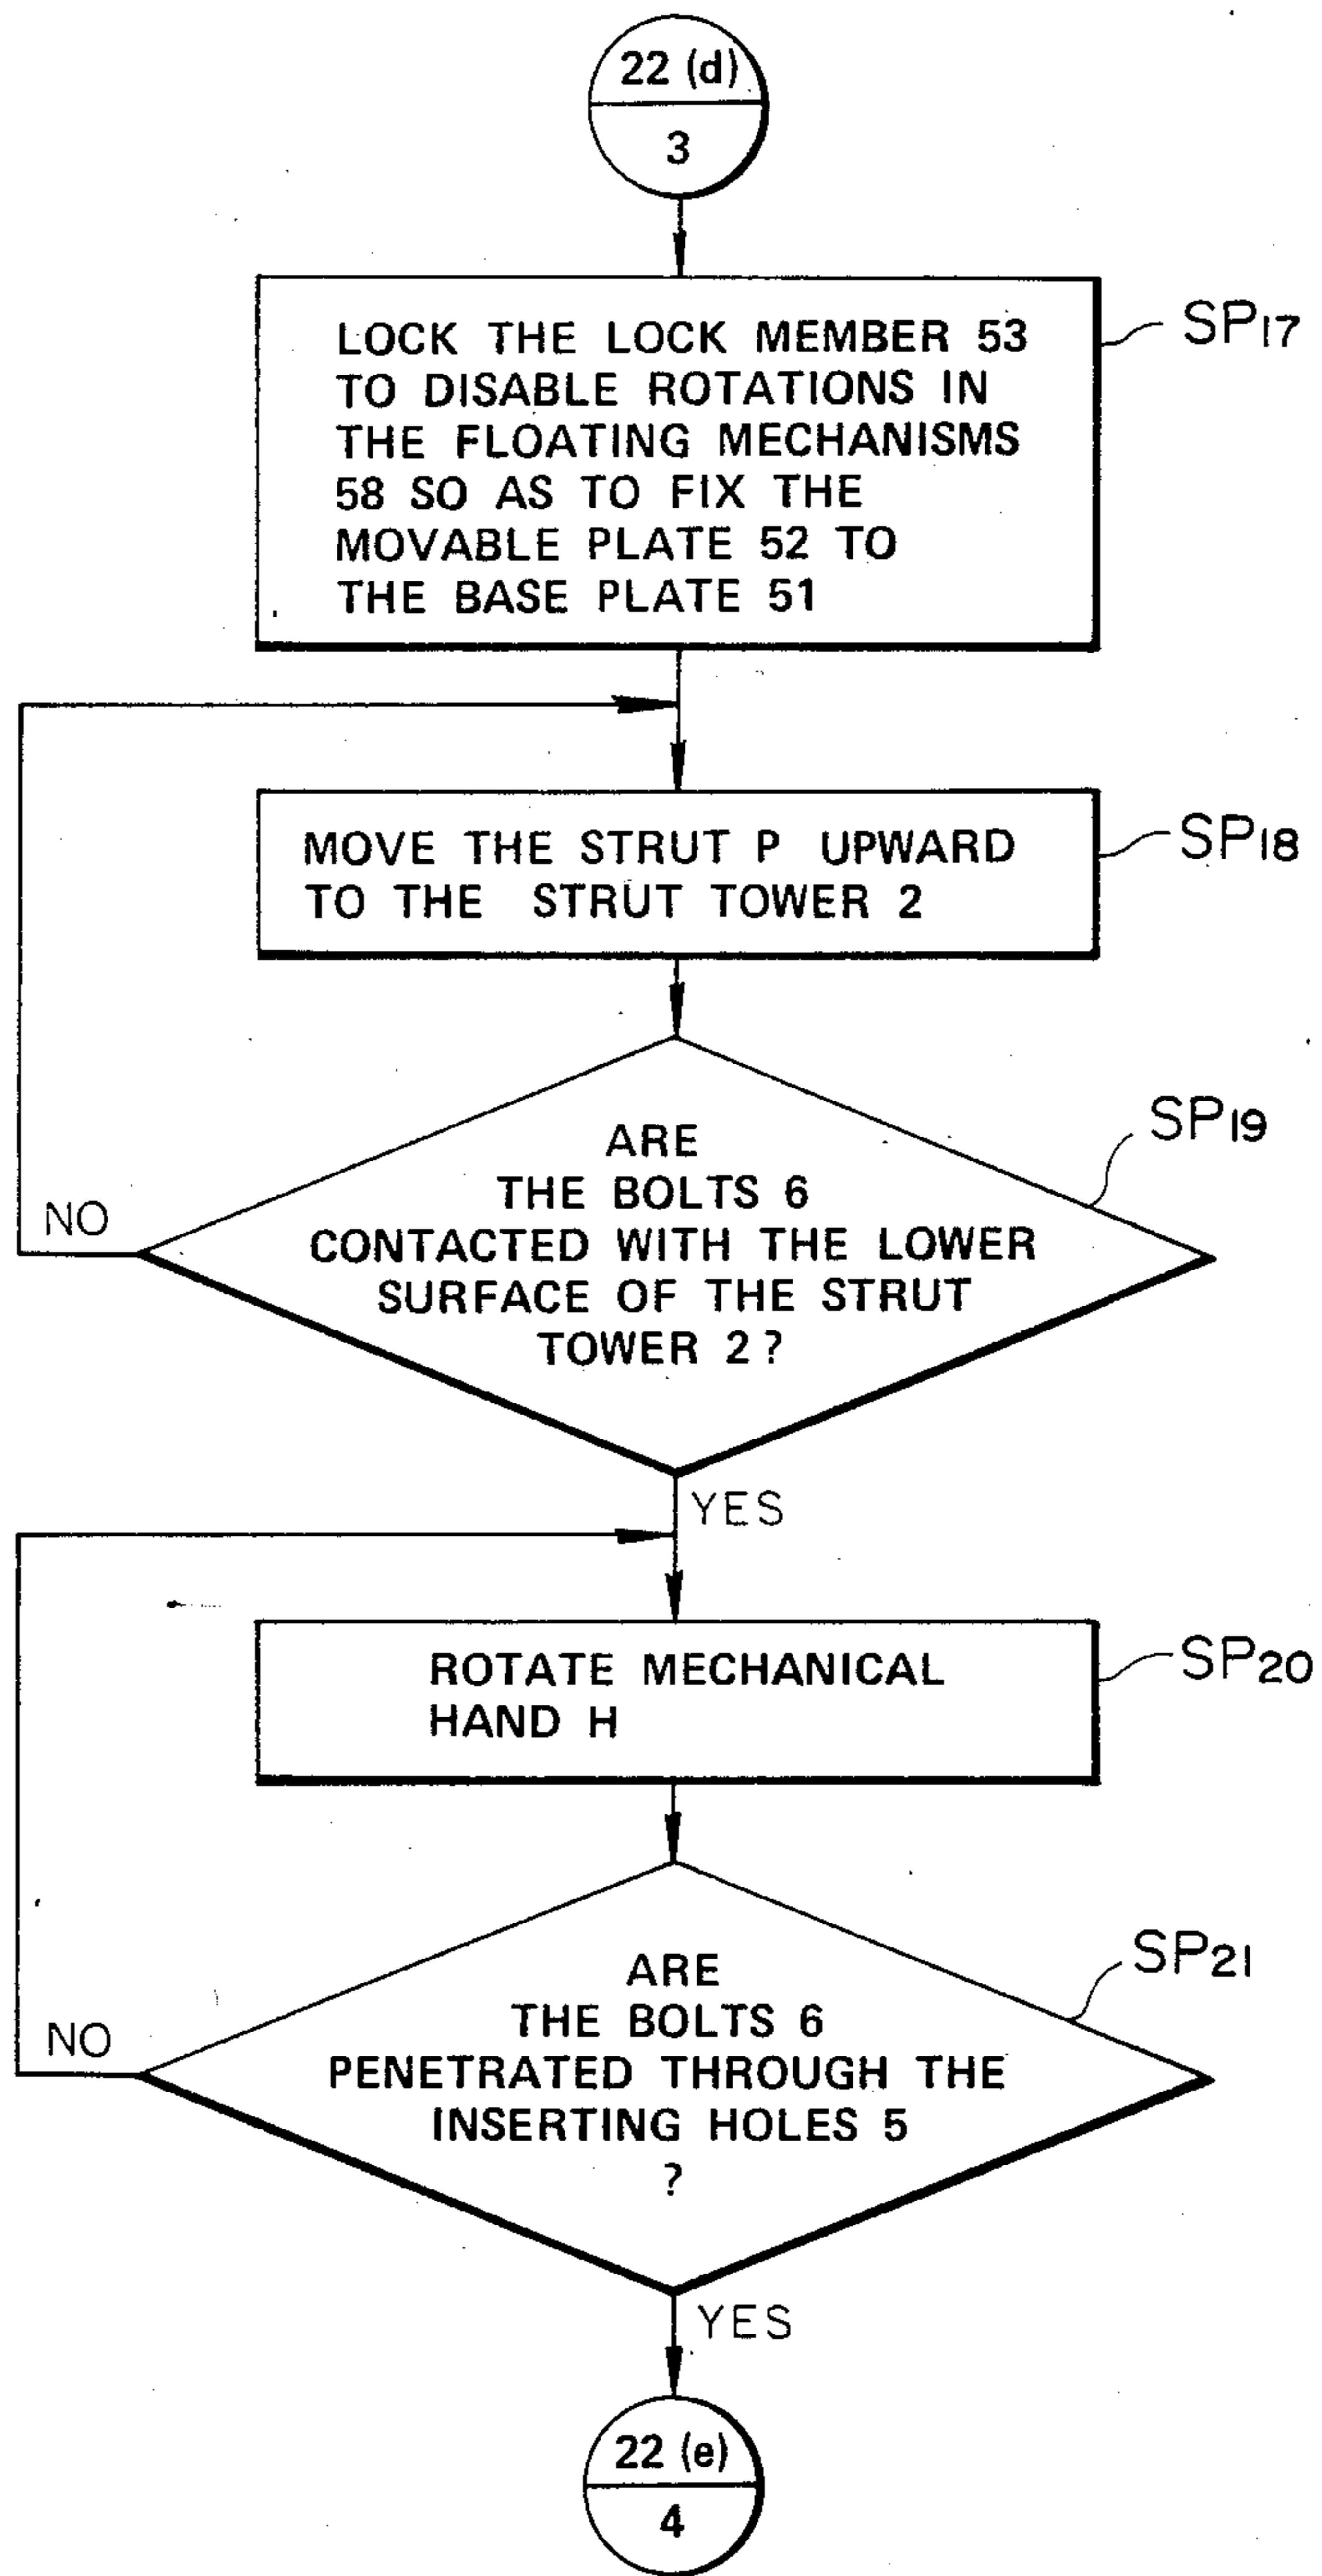 22 (d)
3
LOCK THE LOCK MEMBER 53
TO DISABLE ROTATIONS IN
THE FLOATING MECHANISMS
58 SO AS TO FIX THE
MOVABLE PLATE 52 TO
THE BASE PLATE 51
SP17
MOVE THE STRUT P UPWARD
TO THE STRUT TOWER 2
SP18
ARE
THE BOLTS 6
CONTACTED WITH THE LOWER
SURFACE OF THE STRUT
TOWER 2?
SP19
NO
YES
ROTATE MECHANICAL
HAND H
SP20
ARE
THE BOLTS 6
PENETRATED THROUGH THE
INSERTING HOLES 5
?
SP21
NO
YES
22 (e)
4